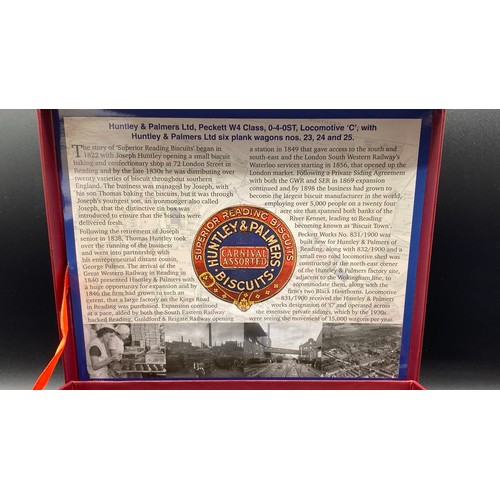 Huntley & Palmers Ltd, Peckett W4 Class, 0-4-0ST, Locomotive 'C', with
Huntley & Palmers Ltd six plank wagons nos. 23, 24 and 25.
The story of 'Superior Reading Biscuits' began in
1822 with Joseph Huntley opening a small biscuit
baking and confectionary shop at 72 London Street in
Reading and by the late 1830s he was distributing over
twenty varieties of biscuit throughout southern
England. The business was managed by Joseph, with
his son Thomas baking the biscuits, but it was through
Joseph's youngest son, an ironmonger also called
Joseph, that the distinctive tin box was
introduced to ensure that the biscuits were
delivered fresh.
Following the retirement of Joseph
senior in 1838, Thomas Huntley took
over the running of the business
and went into partnership with
his entrepreneurial distant cousin,
George Palmer. The arrival of the
Great Western Railway in Reading in
1840 presented Huntley & Palmers with
a huge opportunity for expansion and by
1846 the firm had grown to such an
extent, that a large factory on the Kings Road
in Reading was purchased. Expansion continued
at a pace, aided by both the South Eastern Railway
backed Reading, Guildford & Reigate Railway opening
a station in 1849 that gave access to the south and
south-east and the London South Western Railway's
Waterloo services starting in 1856, that opened up the
London market. Following a Private Siding Agreement
with both the GWR and SER in 1869 expansion
continued and by 1898 the business had grown to
become the largest biscuit manufacturer in the world,
employing over 5,000 people on a twenty four
acre site that spanned both banks of the
River Kennet, leading to Reading
becoming known as 'Biscuit Town'.
Peckett Works No. 831/1900 was
built new for Huntley & Palmers of
Reading, along with 832/1900 and a
small two road locomotive shed was
constructed at the north-east corner
of the Huntley & Palmers factory site,
adjacent to the Wokingham line, to
accommodate them, along with the
firm's two Black Hawthorns. Locomotive
831/1900 received the Huntley & Palmers
works designation 'C' and operated across
the extensive private sidings, which by the 1930s
were seeing the movement of 15,000 wagons per year.
SUPERIOR READING BISCUITS
HUNTLEY & PALMERS
CARNIVAL
ASSORTED
BISCUITS